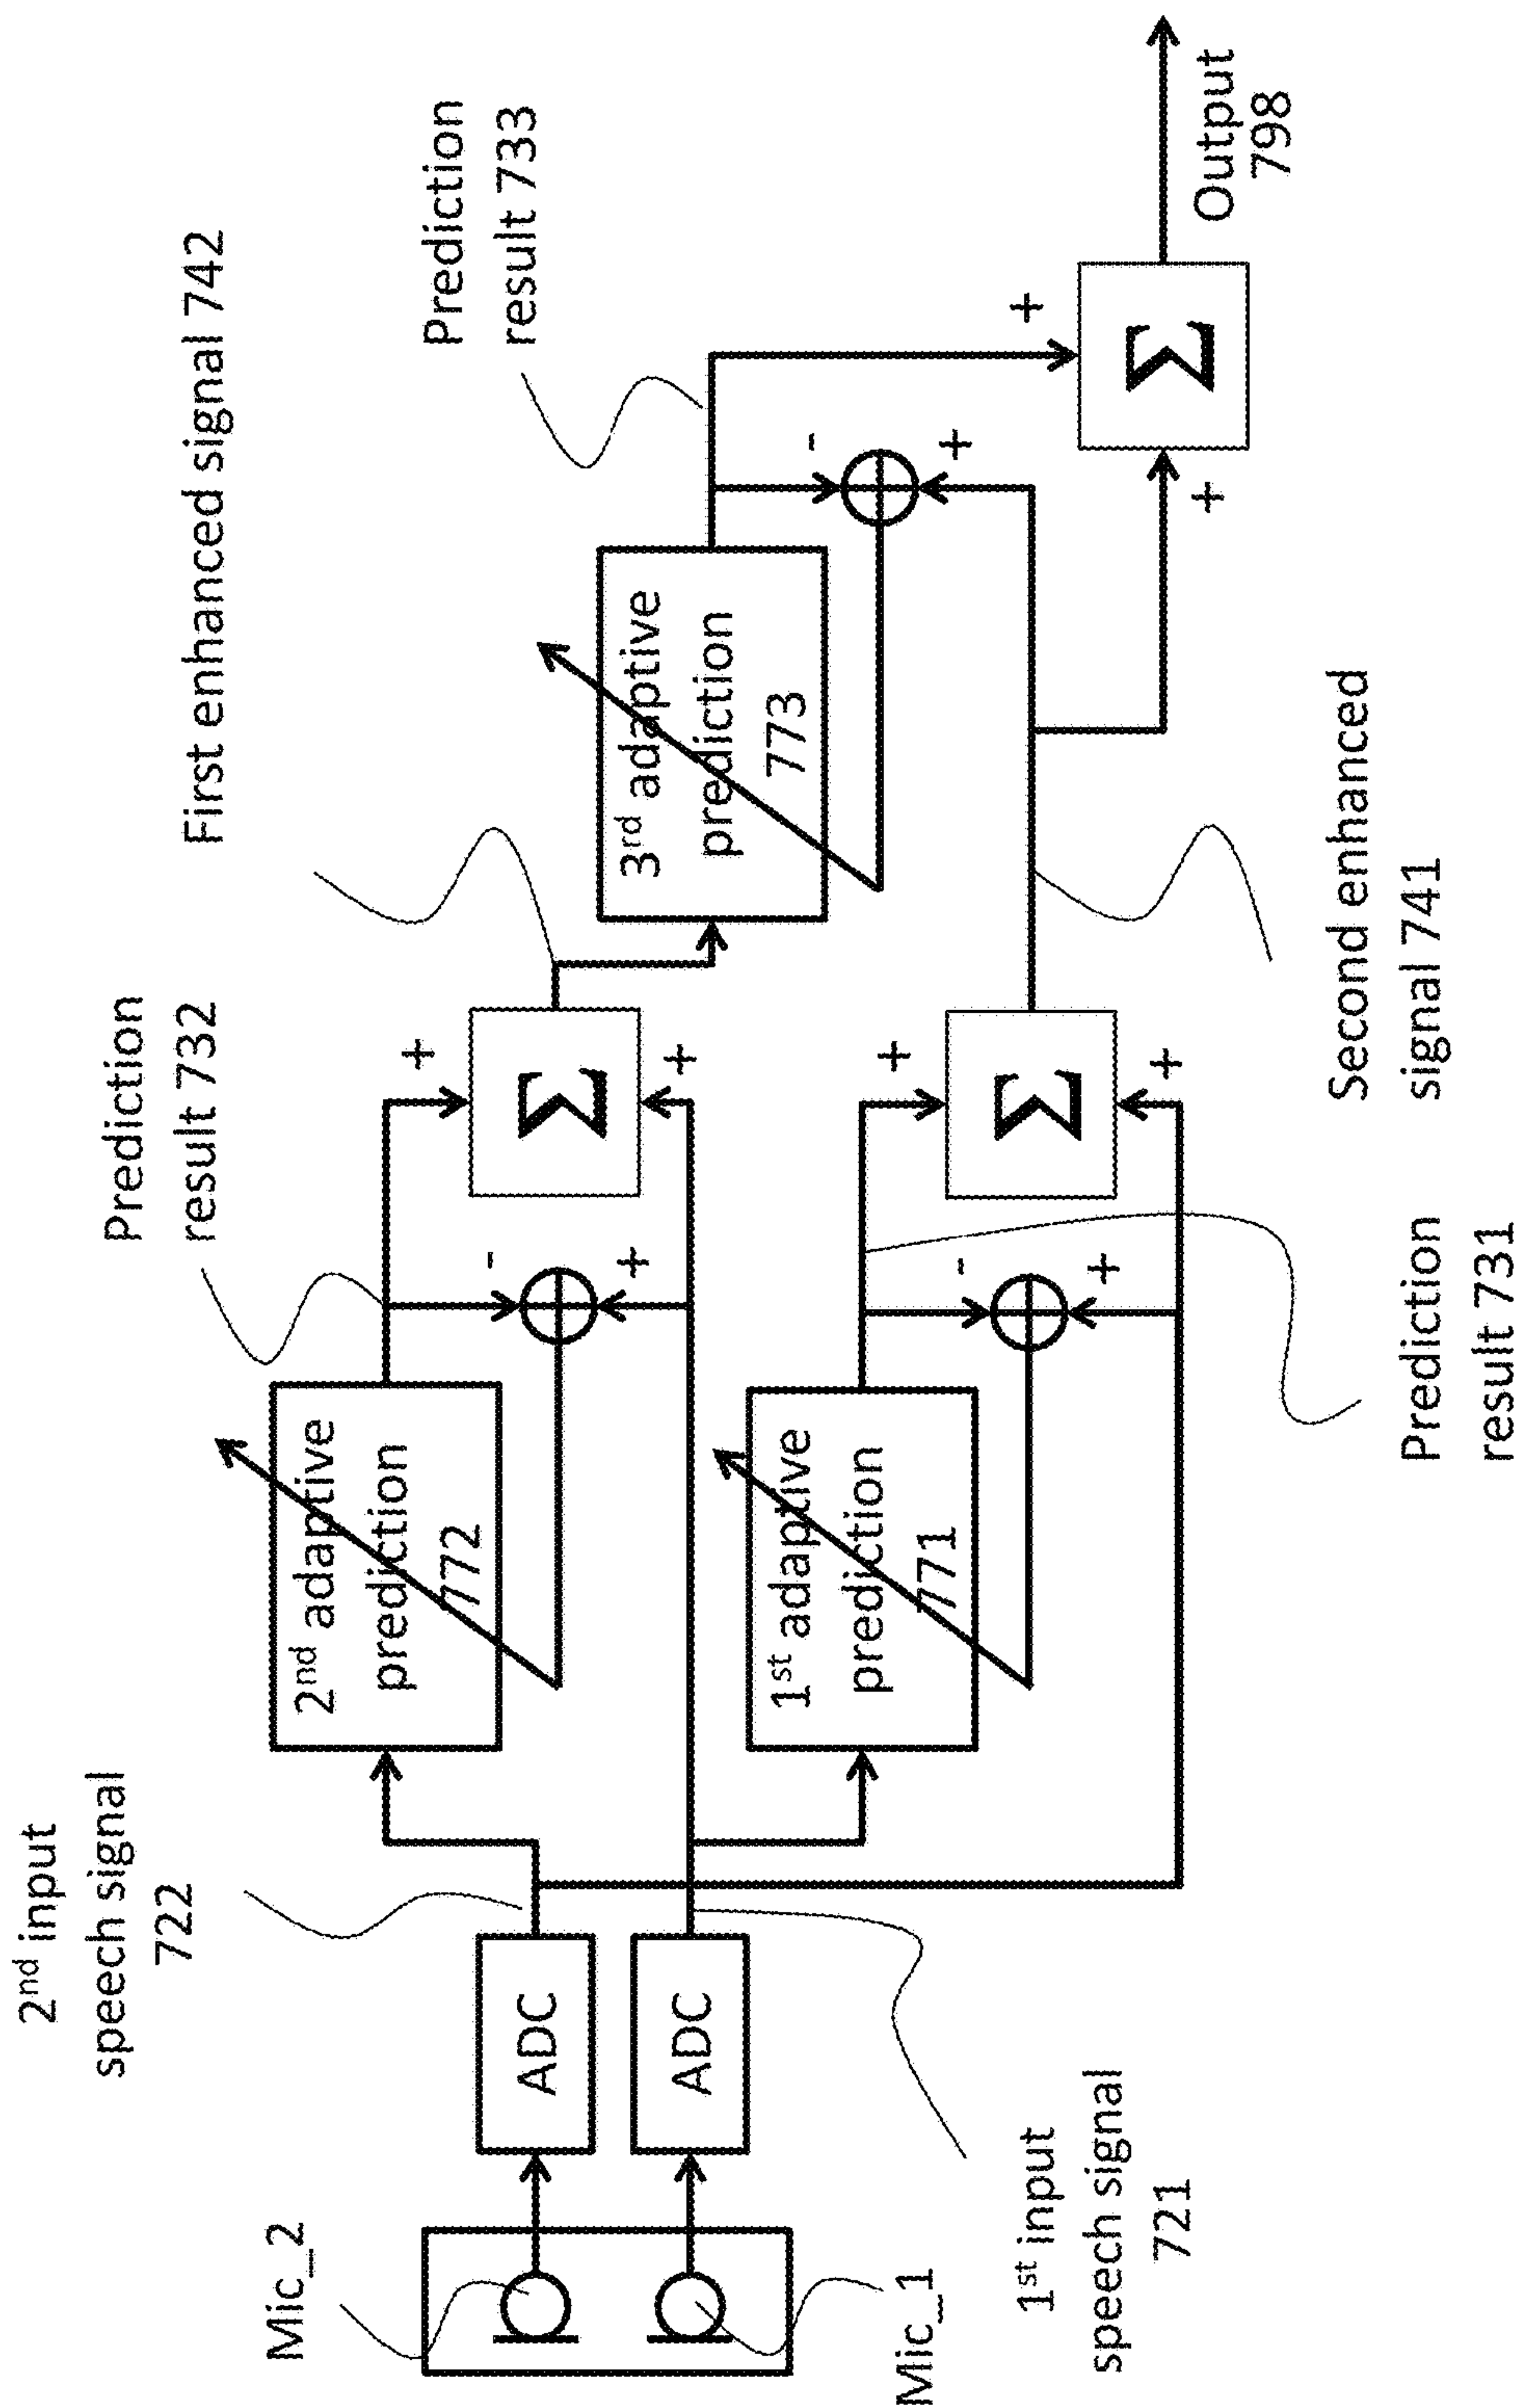 Mic_2
Mic_1
ADC
ADC
2nd input
speech signal
722
1st input
speech signal
721
2nd adaptive
prediction
772
1st adaptive
prediction
771
-
+
-
+
Prediction
result 732
Prediction
result 731
+
Σ
+
+
Σ
+
First enhanced signal 742
Second enhanced
signal 741
3rd adaptive
prediction
773
-
+
Prediction
result 733
+
Σ
+
Output
798